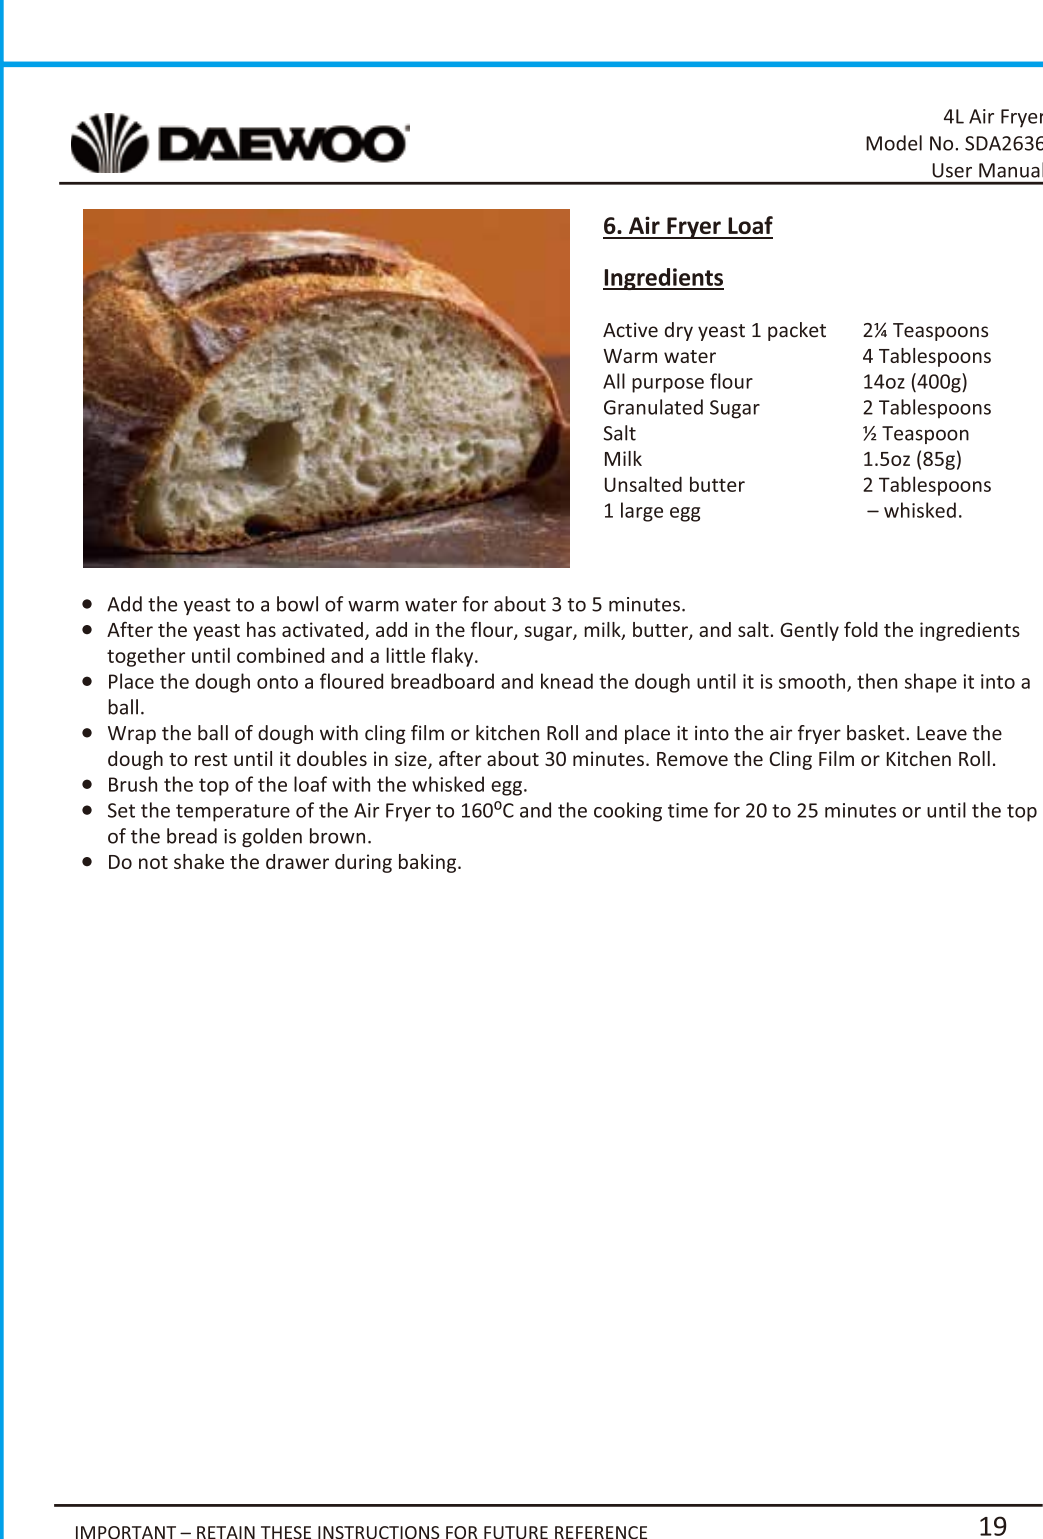 DAEWOO
4L Air Fryer
Model No. SDA2636
User Manual
6. Air Fryer Loaf
Ingredients
Active dry yeast 1 packet 2¼ Teaspoons
Warm water 4 Tablespoons
All purpose flour 14oz (400g)
Granulated Sugar 2 Tablespoons
Salt ½ Teaspoon
Milk 1.5oz (85g)
Unsalted butter 2 Tablespoons
1 large egg – whisked.
● Add the yeast to a bowl of warm water for about 3 to 5 minutes.
● After the yeast has activated, add in the flour, sugar, milk, butter, and salt. Gently fold the ingredients
together until combined and a little flaky.
● Place the dough onto a floured breadboard and knead the dough until it is smooth, then shape it into a
ball.
● Wrap the ball of dough with cling film or kitchen Roll and place it into the air fryer basket. Leave the
dough to rest until it doubles in size, after about 30 minutes. Remove the Cling Film or Kitchen Roll.
● Brush the top of the loaf with the whisked egg.
● Set the temperature of the Air Fryer to 160⁰C and the cooking time for 20 to 25 minutes or until the top
of the bread is golden brown.
● Do not shake the drawer during baking.
IMPORTANT – RETAIN THESE INSTRUCTIONS FOR FUTURE REFERENCE
19